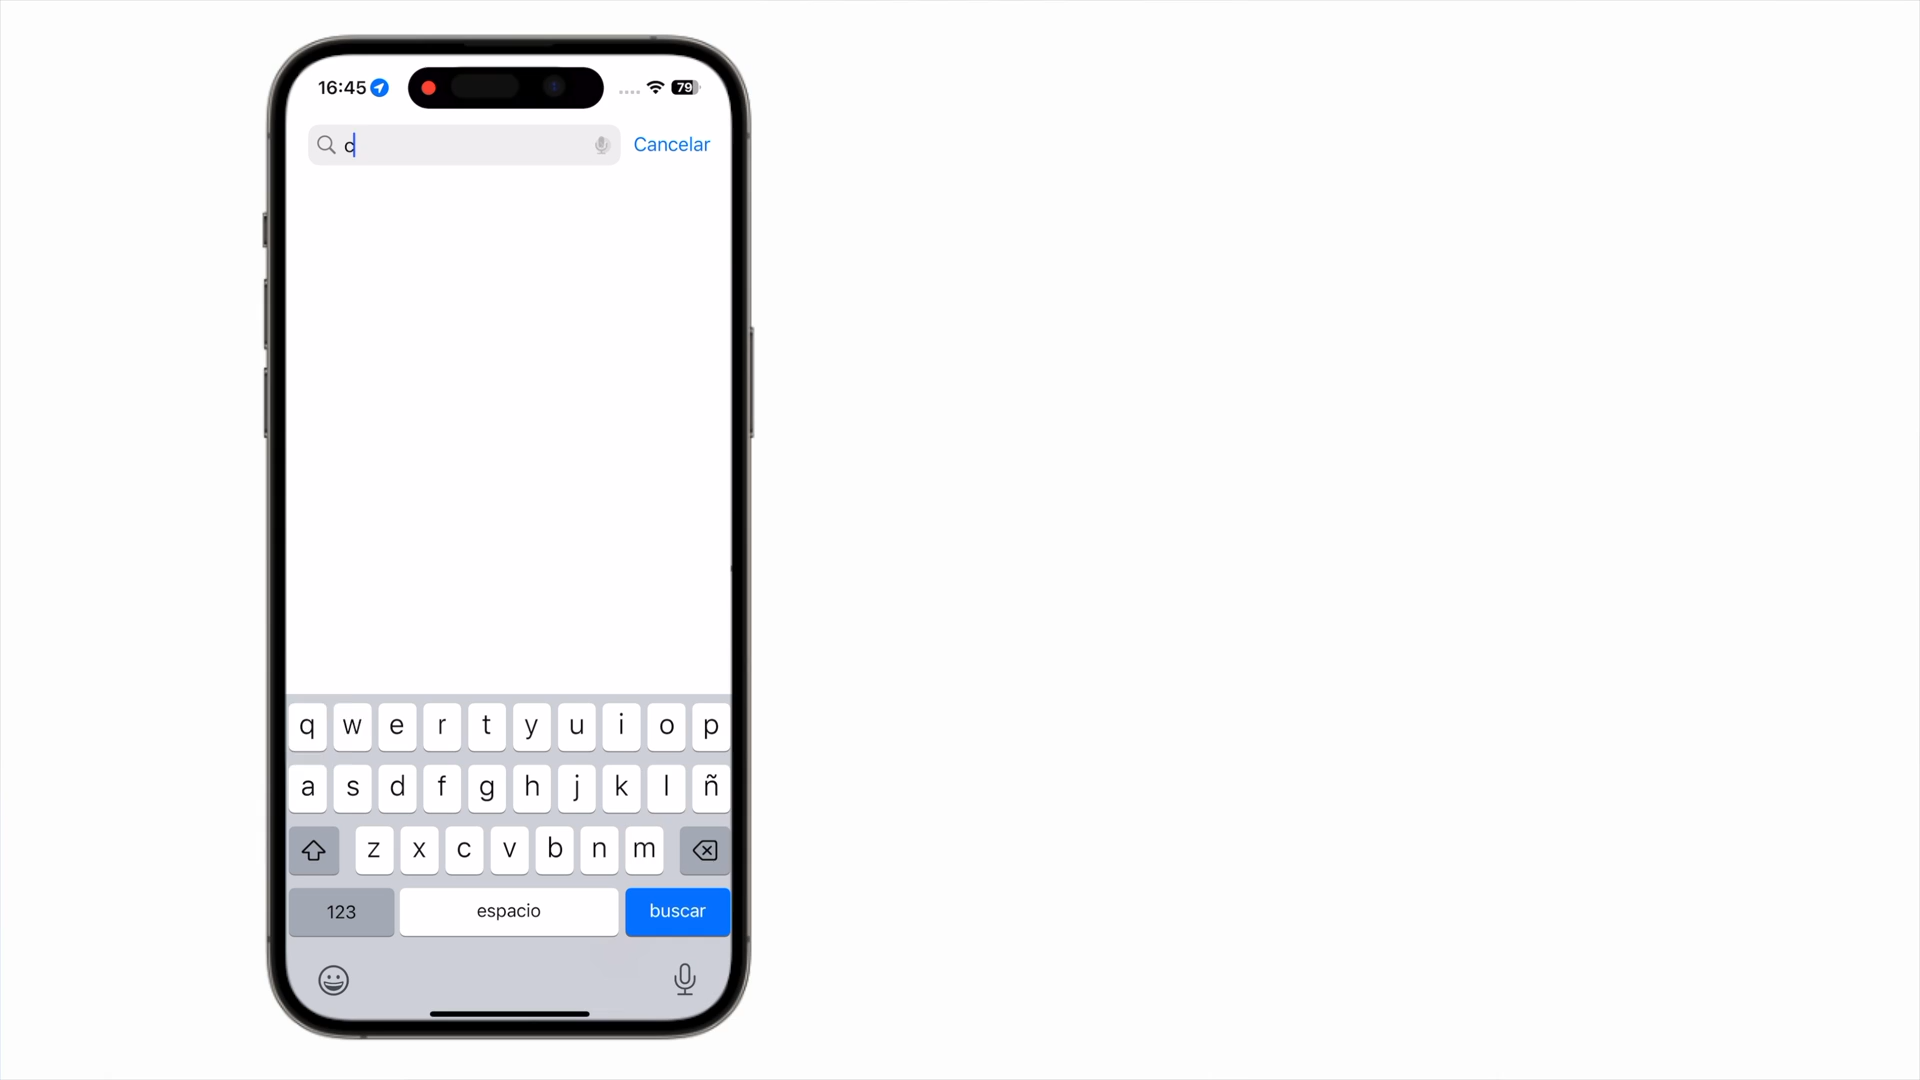 16:45
79
c
Cancelar
q w e r t y u i o p
a s d f g h j k l ñ
z x c v b n m
123 espacio buscar